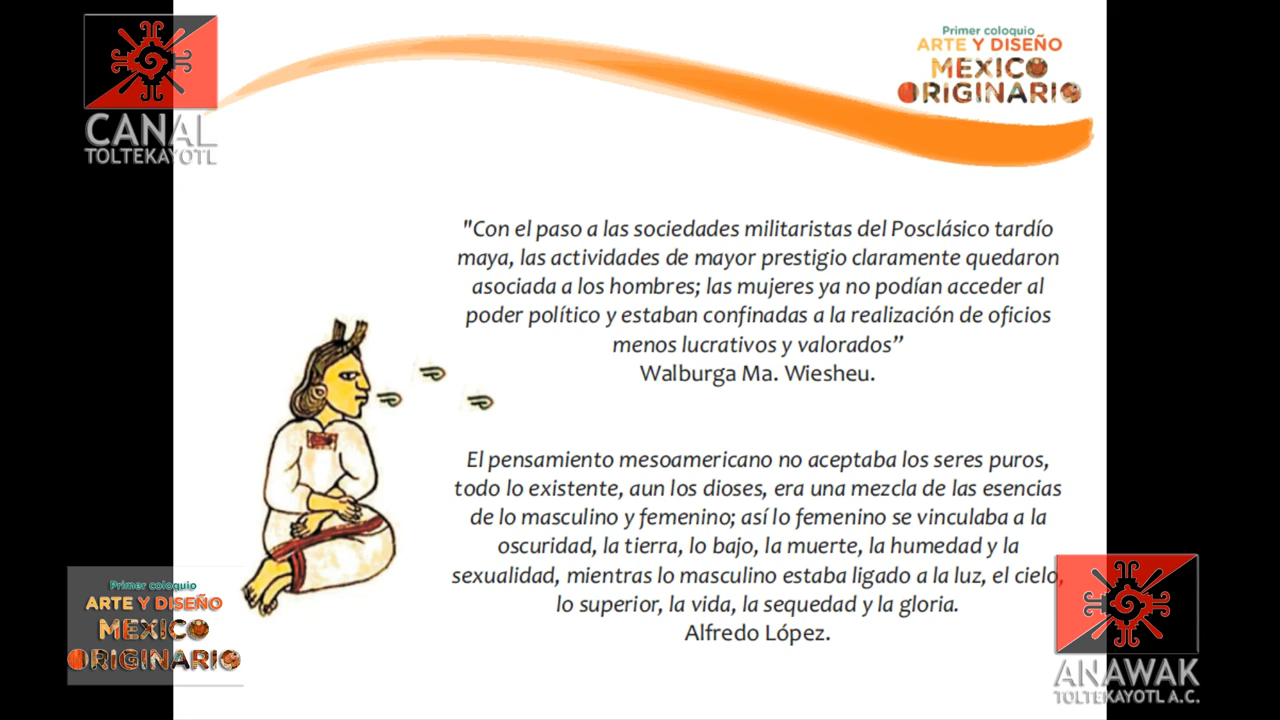 CANAL
TOLTEKAYOTL
Primer coloquio
ARTE Y DISEÑO
MEXICO
ORIGINARIO
"Con el paso a las sociedades militaristas del Posclásico tardío
maya, las actividades de mayor prestigio claramente quedaron
asociada a los hombres; las mujeres ya no podían acceder al
poder político y estaban confinadas a la realización de oficios
menos lucrativos y valorados”
Walburga Ma. Wiesheu.
El pensamiento mesoamericano no aceptaba los seres puros,
todo lo existente, aun los dioses, era una mezcla de las esencias
de lo masculino y femenino; así lo femenino se vinculaba a la
oscuridad, la tierra, lo bajo, la muerte, la humedad y la
sexualidad, mientras lo masculino estaba ligado a la luz, el cielo,
lo superior, la vida, la sequedad y la gloria.
Alfredo López.
Primer coloquio
ARTE Y DISEÑO
MEXICO
ORIGINARIO
ANAWAK
TOLTEKAYOTL A.C.